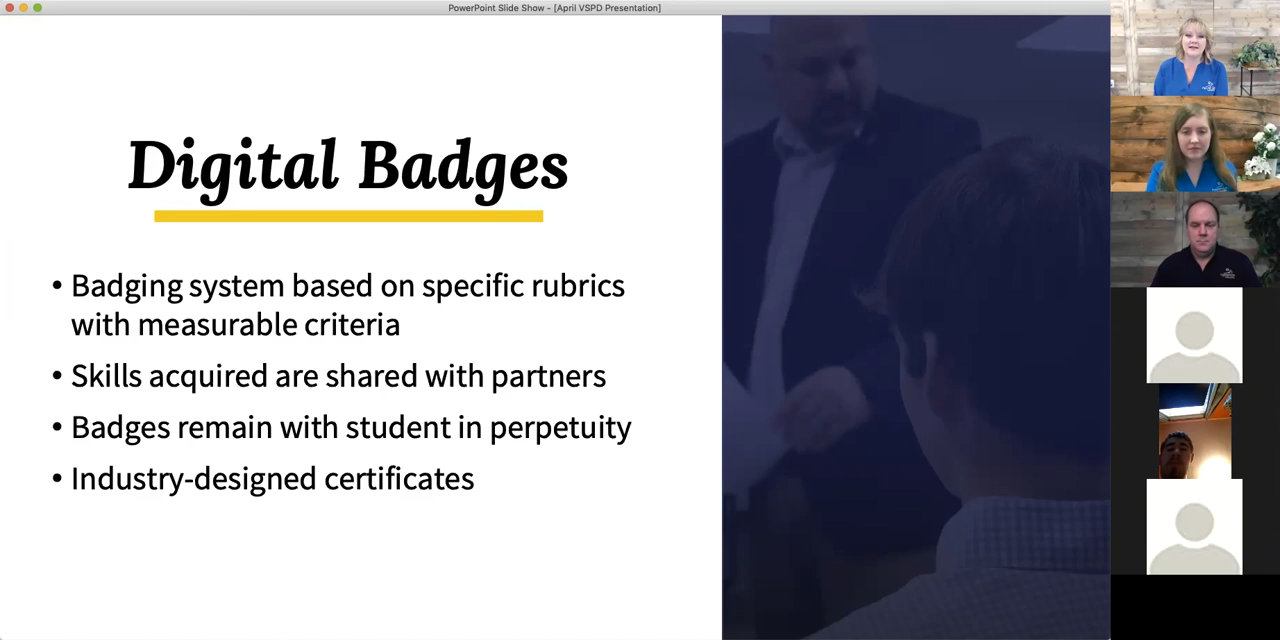 PowerPoint Slide Show - [April VSPD Presentation]
Digital Badges
• Badging system based on specific rubrics
with measurable criteria
• Skills acquired are shared with partners
• Badges remain with student in perpetuity
• Industry-designed certificates